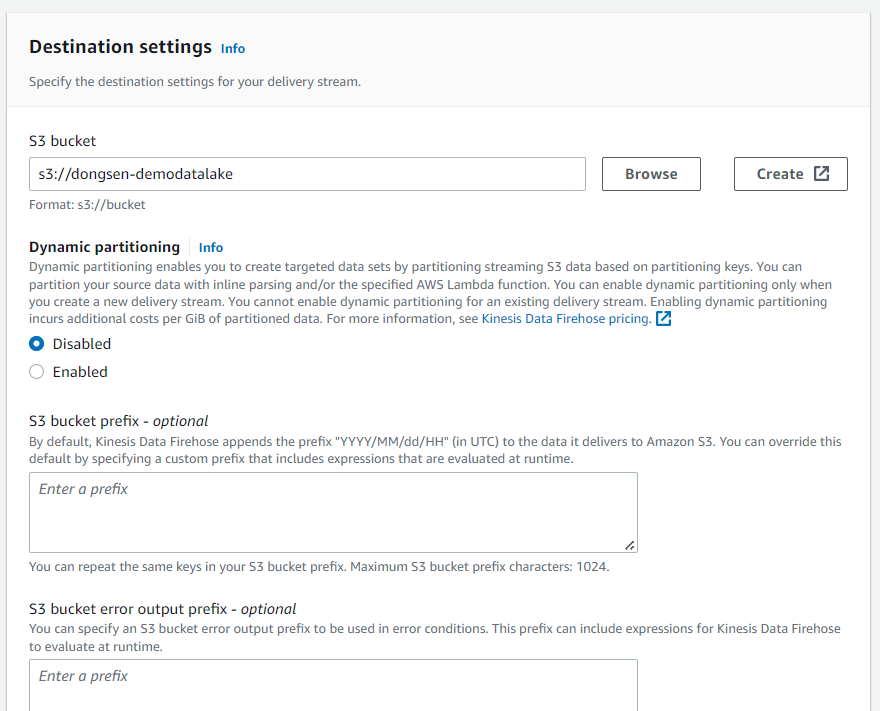 Destination settings Info
Specify the destination settings for your delivery stream.
S3 bucket
s3://dongsen-demodatalake
Browse
Create
Format: s3://bucket
Dynamic partitioning Info
Dynamic partitioning enables you to create targeted data sets by partitioning streaming S3 data based on partitioning keys. You can
partition your source data with inline parsing and/or the specified AWS Lambda function. You can enable dynamic partitioning only when
you create a new delivery stream. You cannot enable dynamic partitioning for an existing delivery stream. Enabling dynamic partitioning
incurs additional costs per GiB of partitioned data. For more information, see Kinesis Data Firehose pricing.
Disabled
Enabled
S3 bucket prefix - optional
By default, Kinesis Data Firehose appends the prefix "YYYY/MM/dd/HH" (in UTC) to the data it delivers to Amazon S3. You can override this
default by specifying a custom prefix that includes expressions that are evaluated at runtime.
Enter a prefix
You can repeat the same keys in your S3 bucket prefix. Maximum S3 bucket prefix characters: 1024.
S3 bucket error output prefix - optional
You can specify an S3 bucket error output prefix to be used in error conditions. This prefix can include expressions for Kinesis Data Firehose
to evaluate at runtime.
Enter a prefix